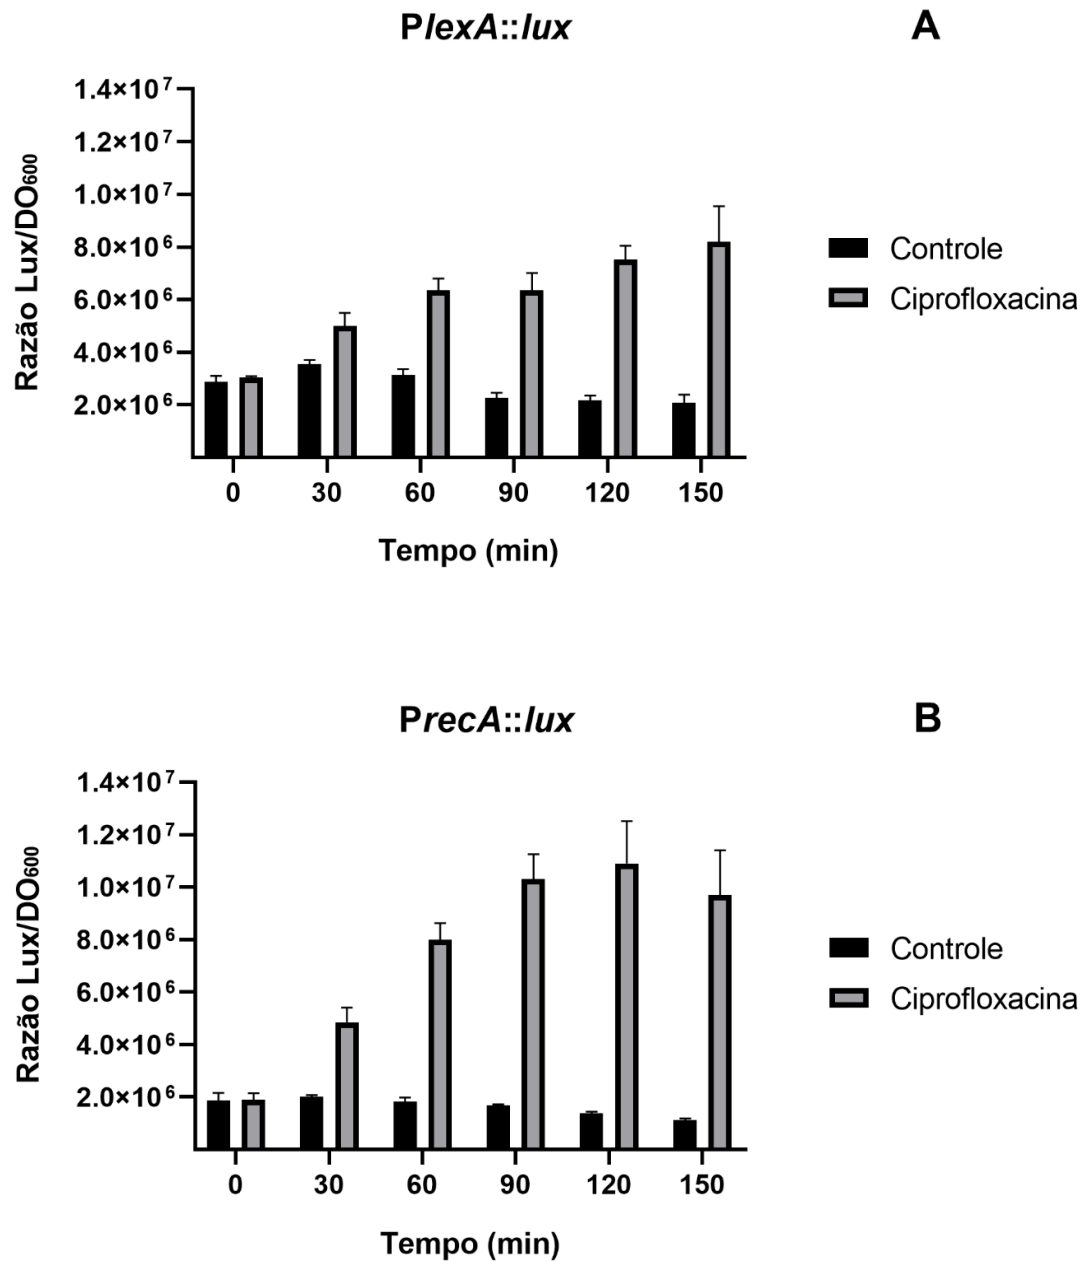 PlexA::lux
A
Razão Lux/DO600
1.4×10⁷
1.2×10⁷
1.0×10⁷
8.0×10⁶
6.0×10⁶
4.0×10⁶
2.0×10⁶
0 30 60 90 120 150
Tempo (min)
Controle
Ciprofloxacina
PrecA::lux
B
Razão Lux/DO600
1.4×10⁷
1.2×10⁷
1.0×10⁷
8.0×10⁶
6.0×10⁶
4.0×10⁶
2.0×10⁶
0 30 60 90 120 150
Tempo (min)
Controle
Ciprofloxacina